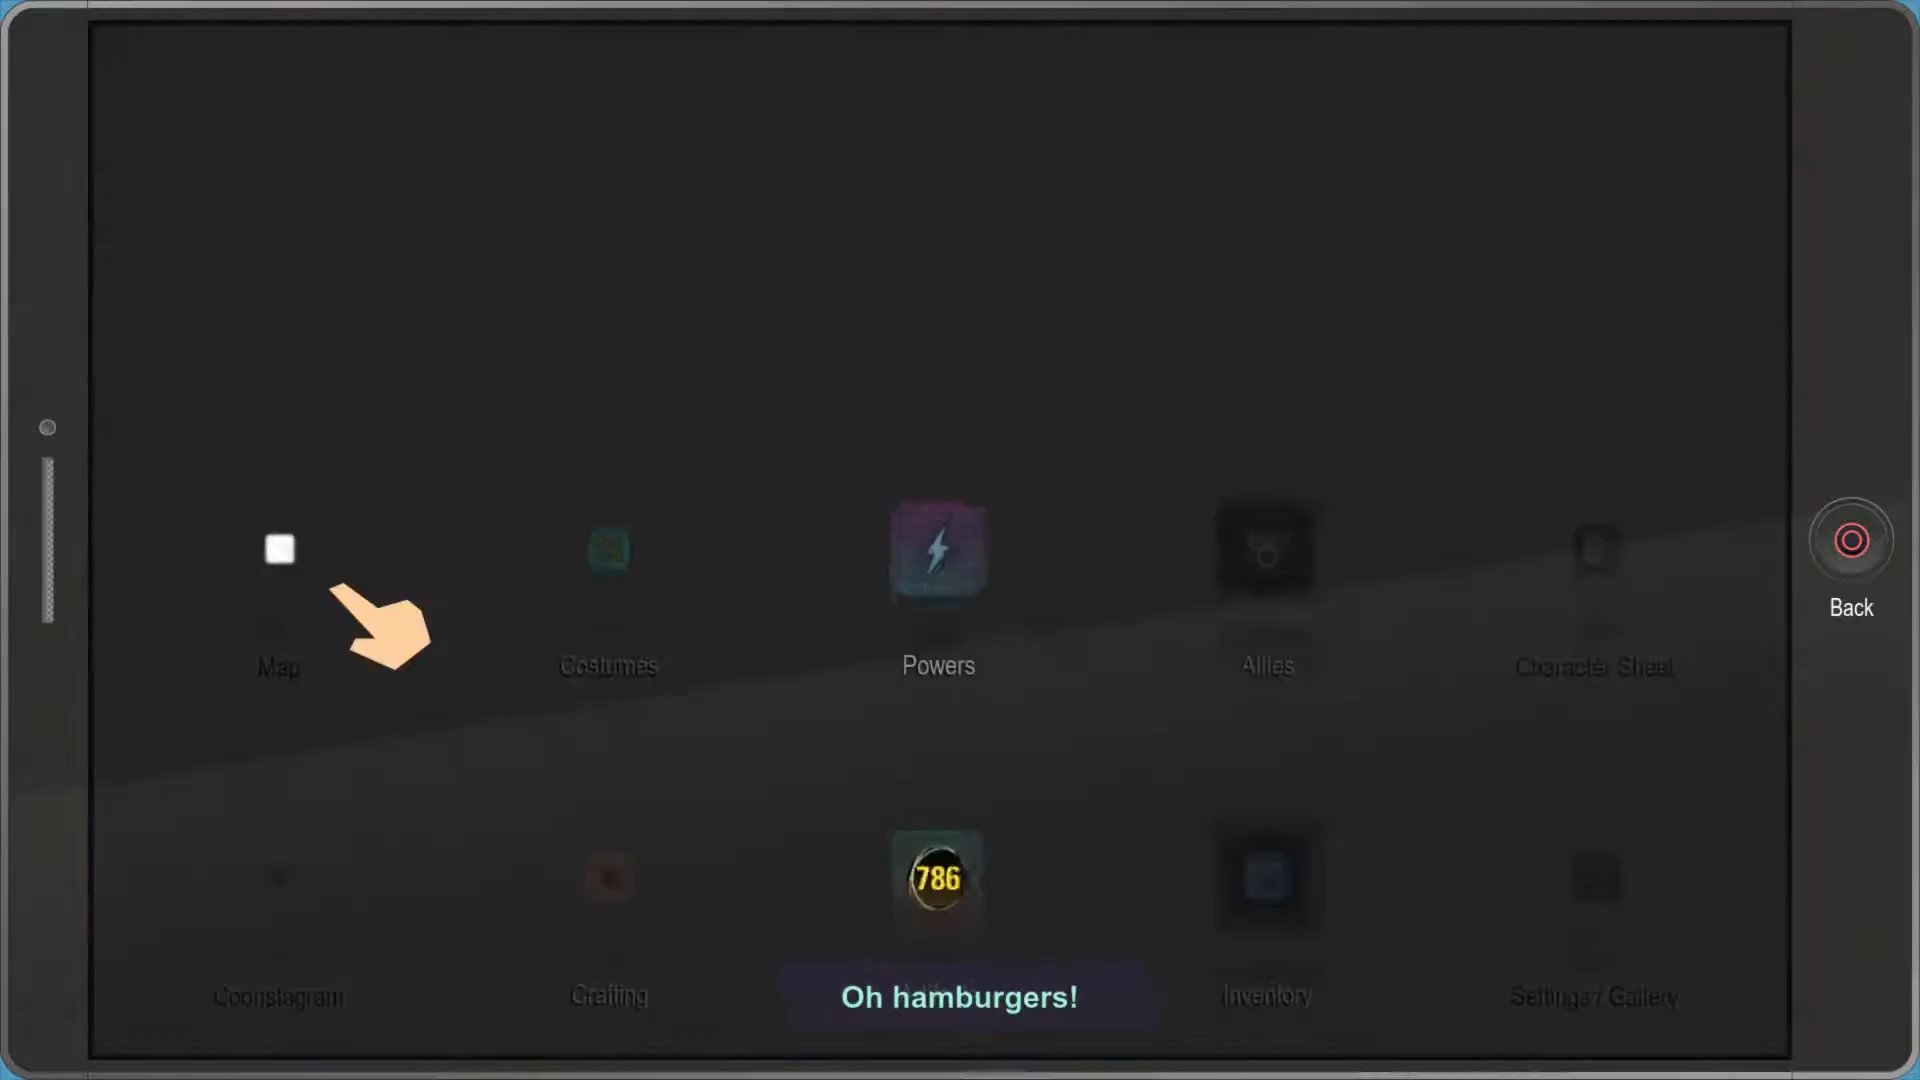 Map
Costumes
Powers
Allies
Character Sheet
Back
786
Coonstagram
Crafting
Oh hamburgers!
Inventory
Settings / Gallery